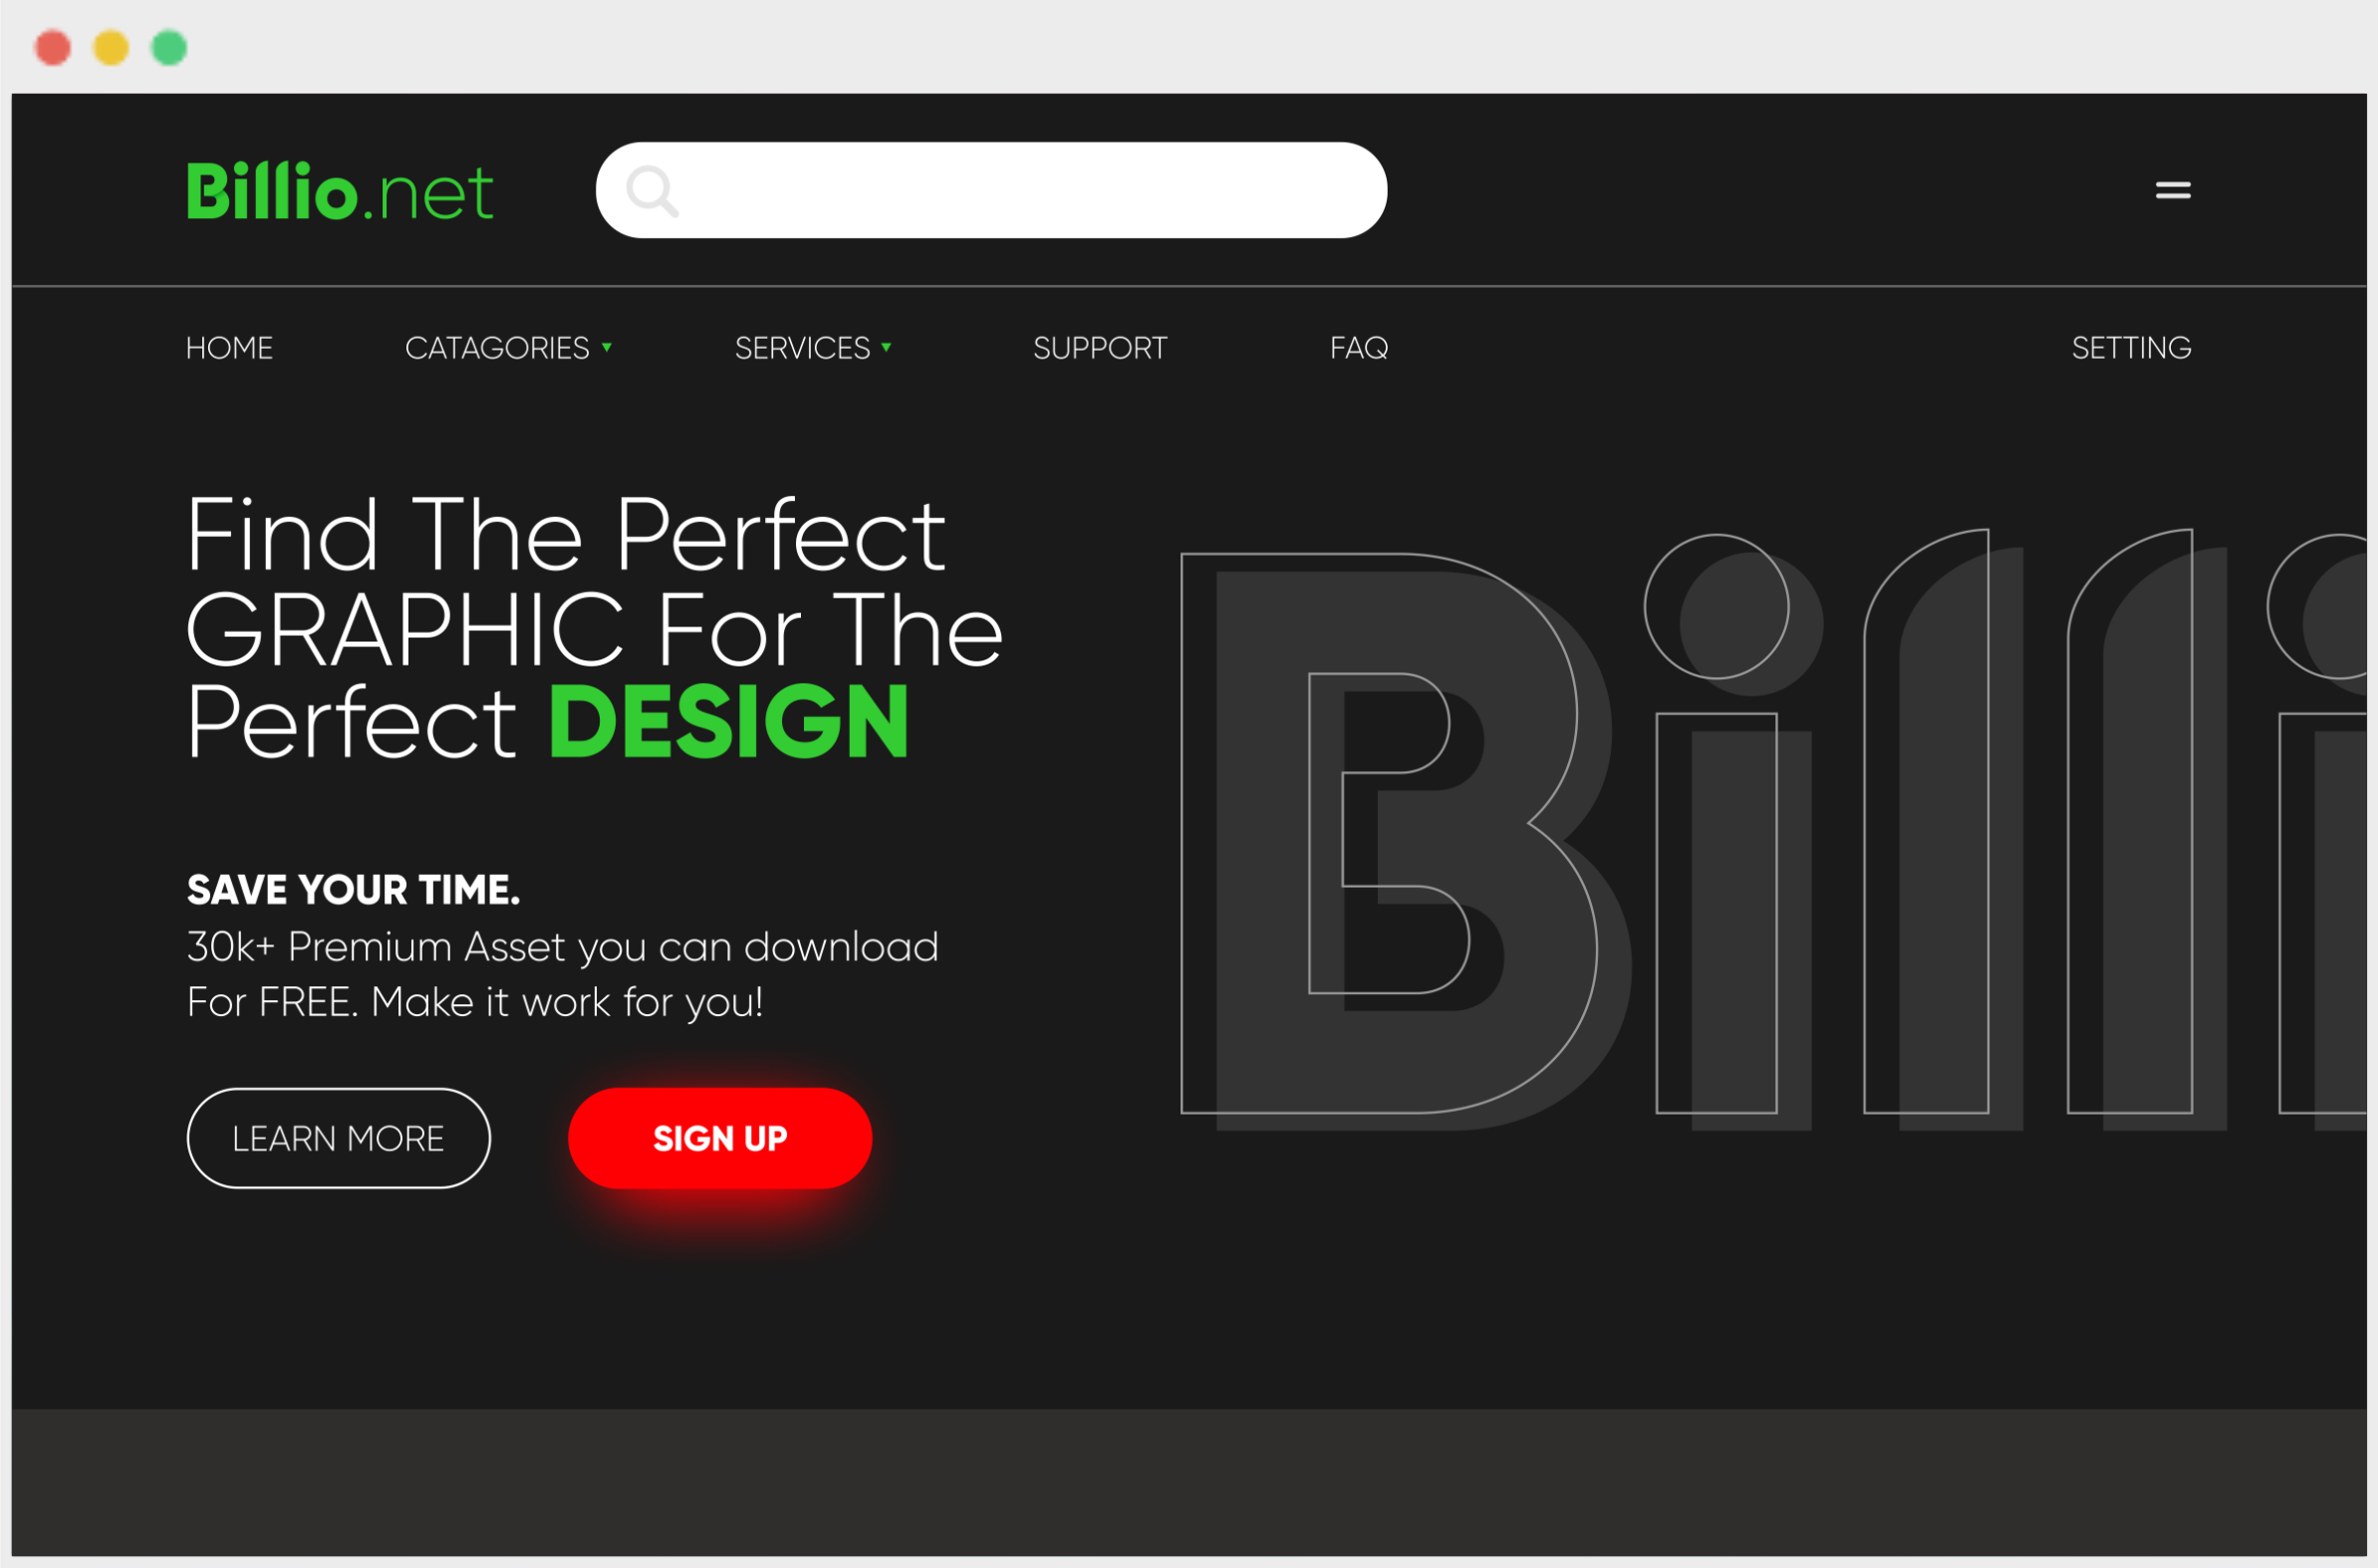 Billio.net
HOME CATAGORIES SERVICES SUPPORT FAQ SETTING
Find The Perfect
GRAPHIC For The
Perfect DESIGN
Billi
SAVE YOUR TIME.
30k+ Premium Asset you can download
For FREE. Make it work for you!
LEARN MORE SIGN UP